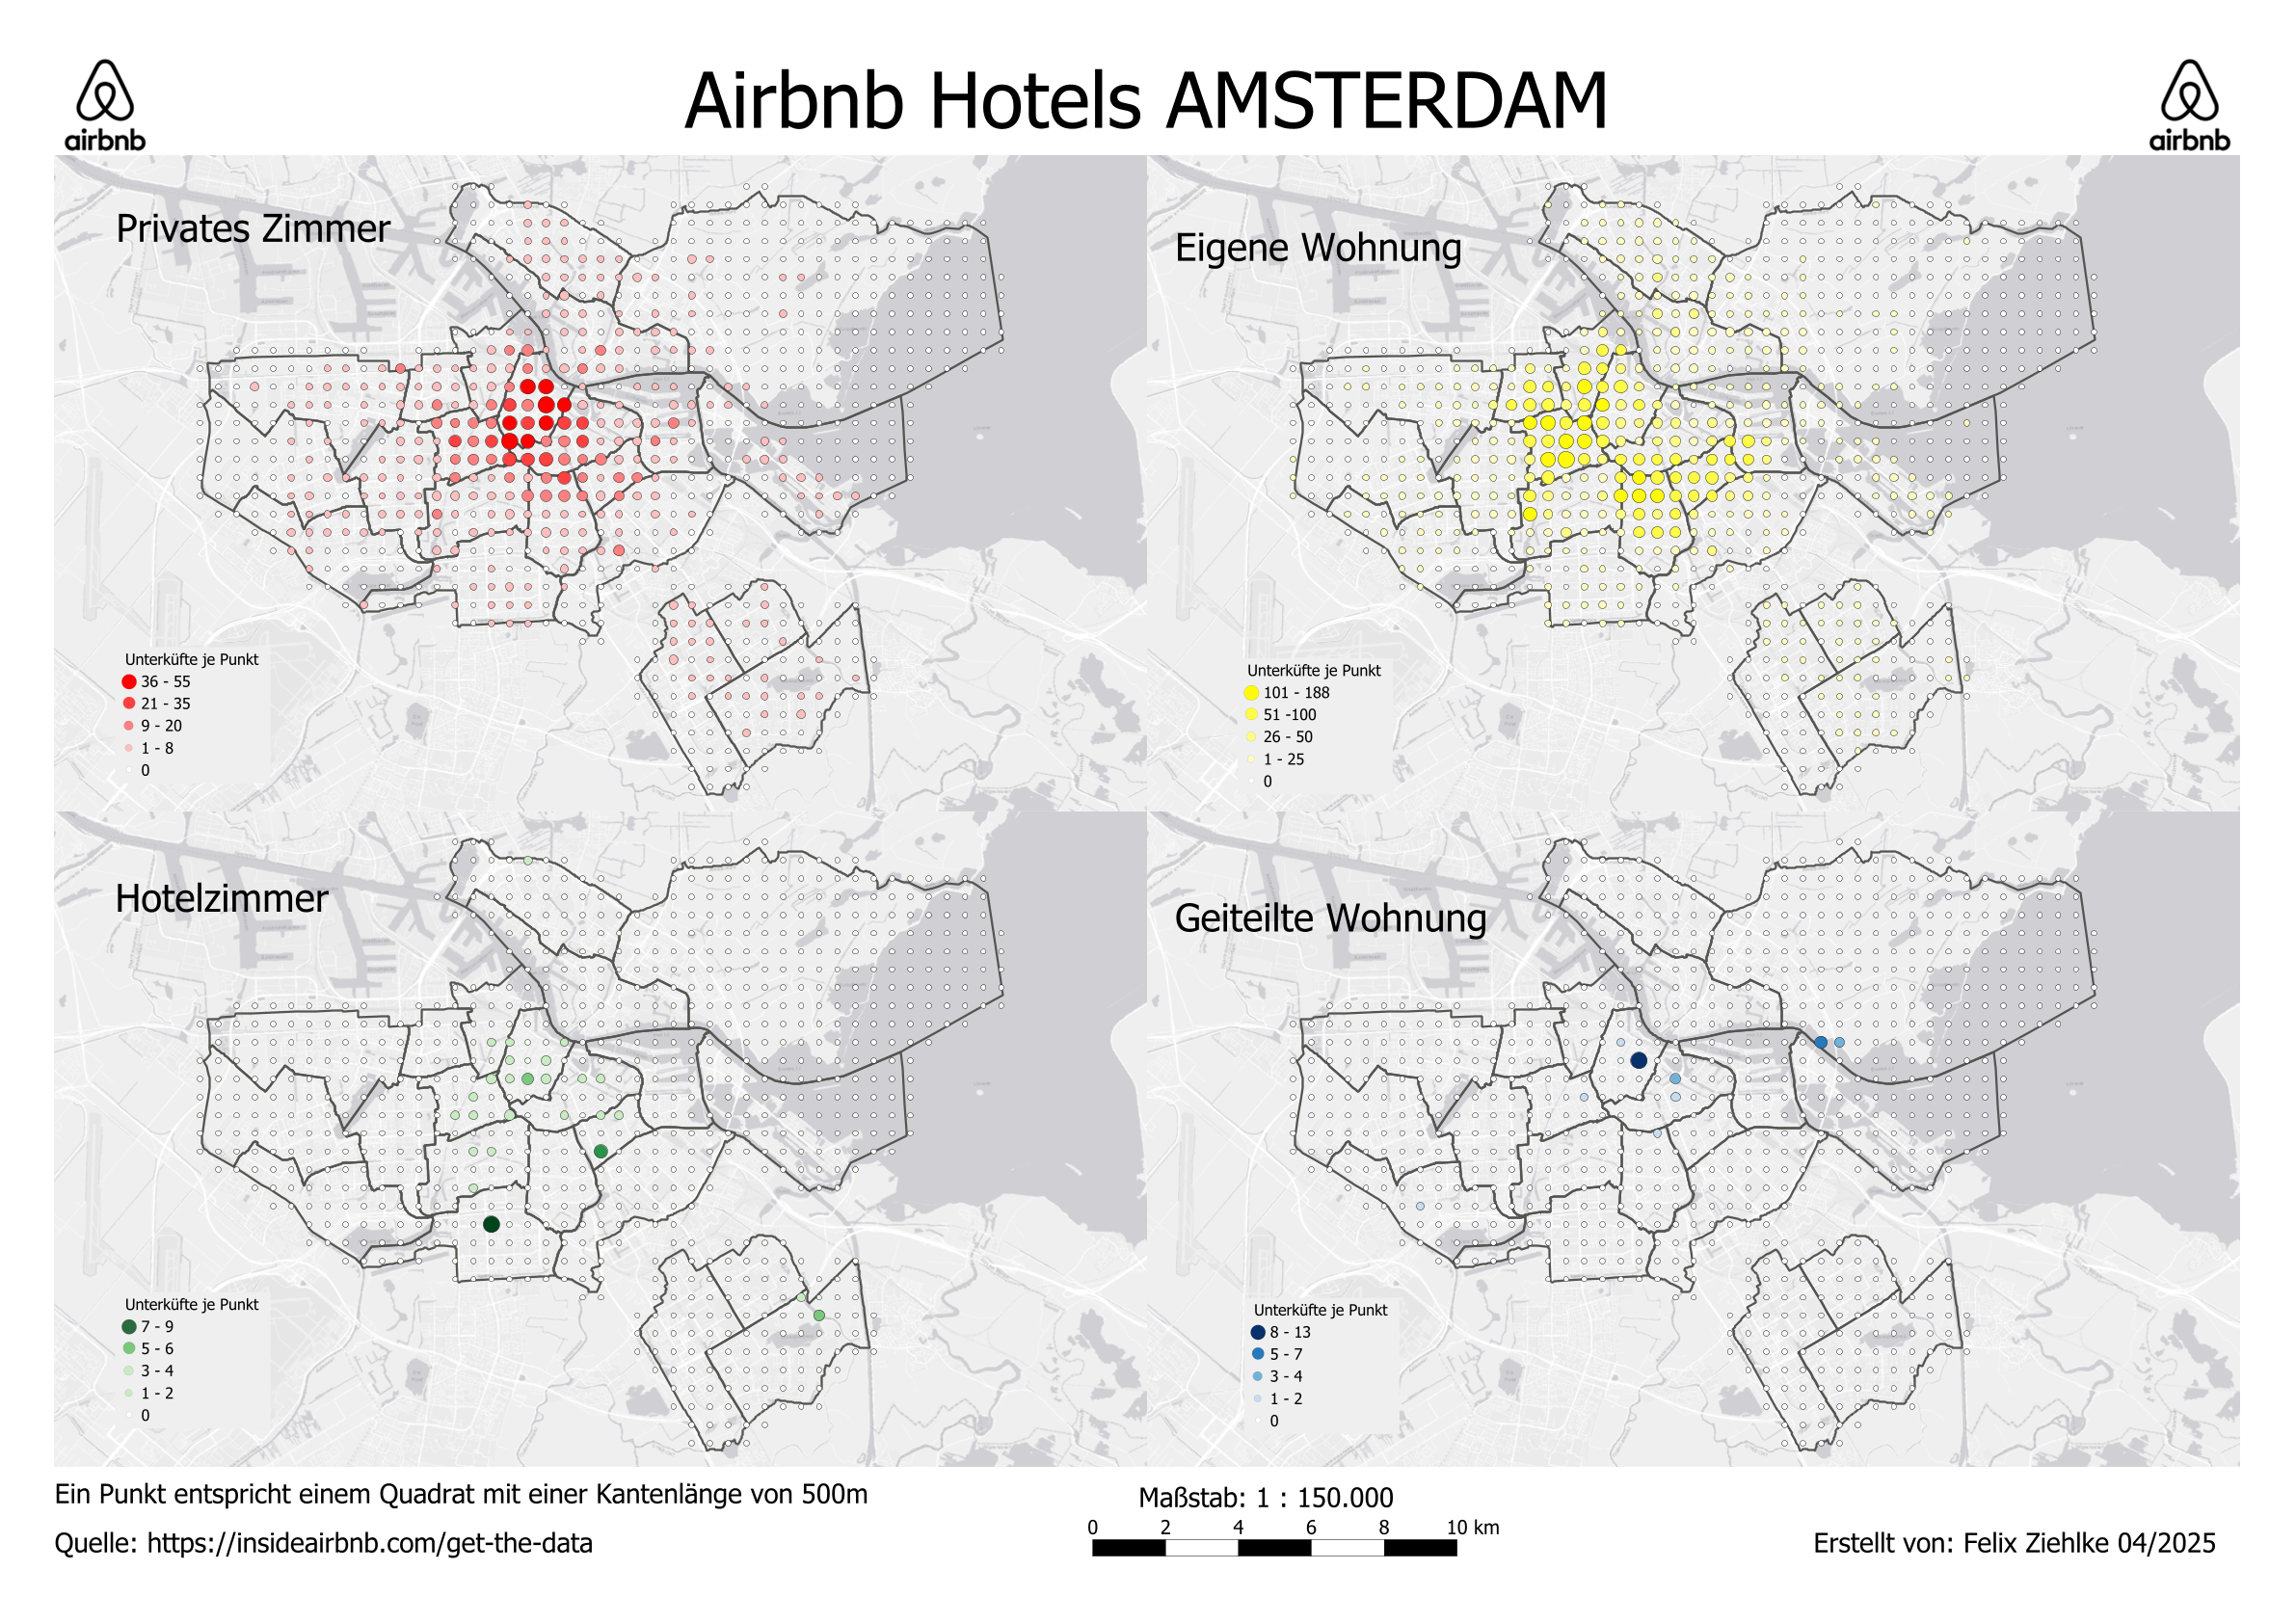 Airbnb Hotels AMSTERDAM
airbnb
airbnb
Privates Zimmer
Unterküfte je Punkt
36 - 55
21 - 35
9 - 20
1 - 8
0
Eigene Wohnung
Unterküfte je Punkt
101 - 188
51 -100
26 - 50
1 - 25
0
Hotelzimmer
Unterküfte je Punkt
7 - 9
5 - 6
3 - 4
1 - 2
0
Geiteilte Wohnung
Unterküfte je Punkt
8 - 13
5 - 7
3 - 4
1 - 2
0
Ein Punkt entspricht einem Quadrat mit einer Kantenlänge von 500m
Quelle: https://insideairbnb.com/get-the-data
Maßstab: 1 : 150.000
0 2 4 6 8 10 km
Erstellt von: Felix Ziehlke 04/2025